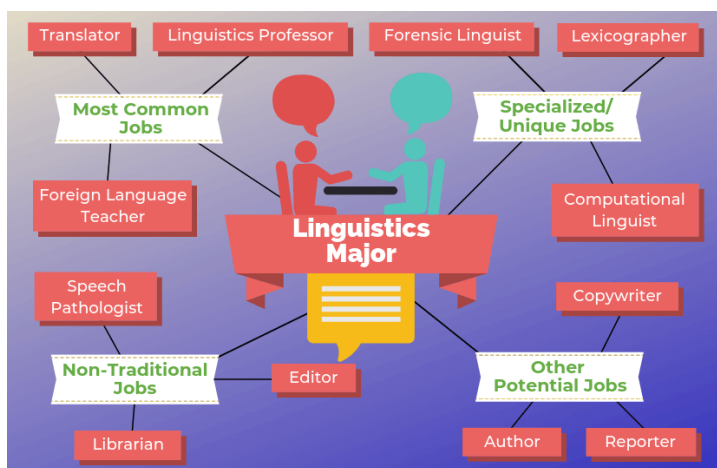 Translator
Linguistics Professor
Forensic Linguist
Lexicographer
Most Common
Jobs
Specialized/
Unique Jobs
Foreign Language
Teacher
Computational
Linguist
Linguistics
Major
Speech
Pathologist
Copywriter
Non-Traditional
Jobs
Editor
Other
Potential Jobs
Librarian
Author
Reporter